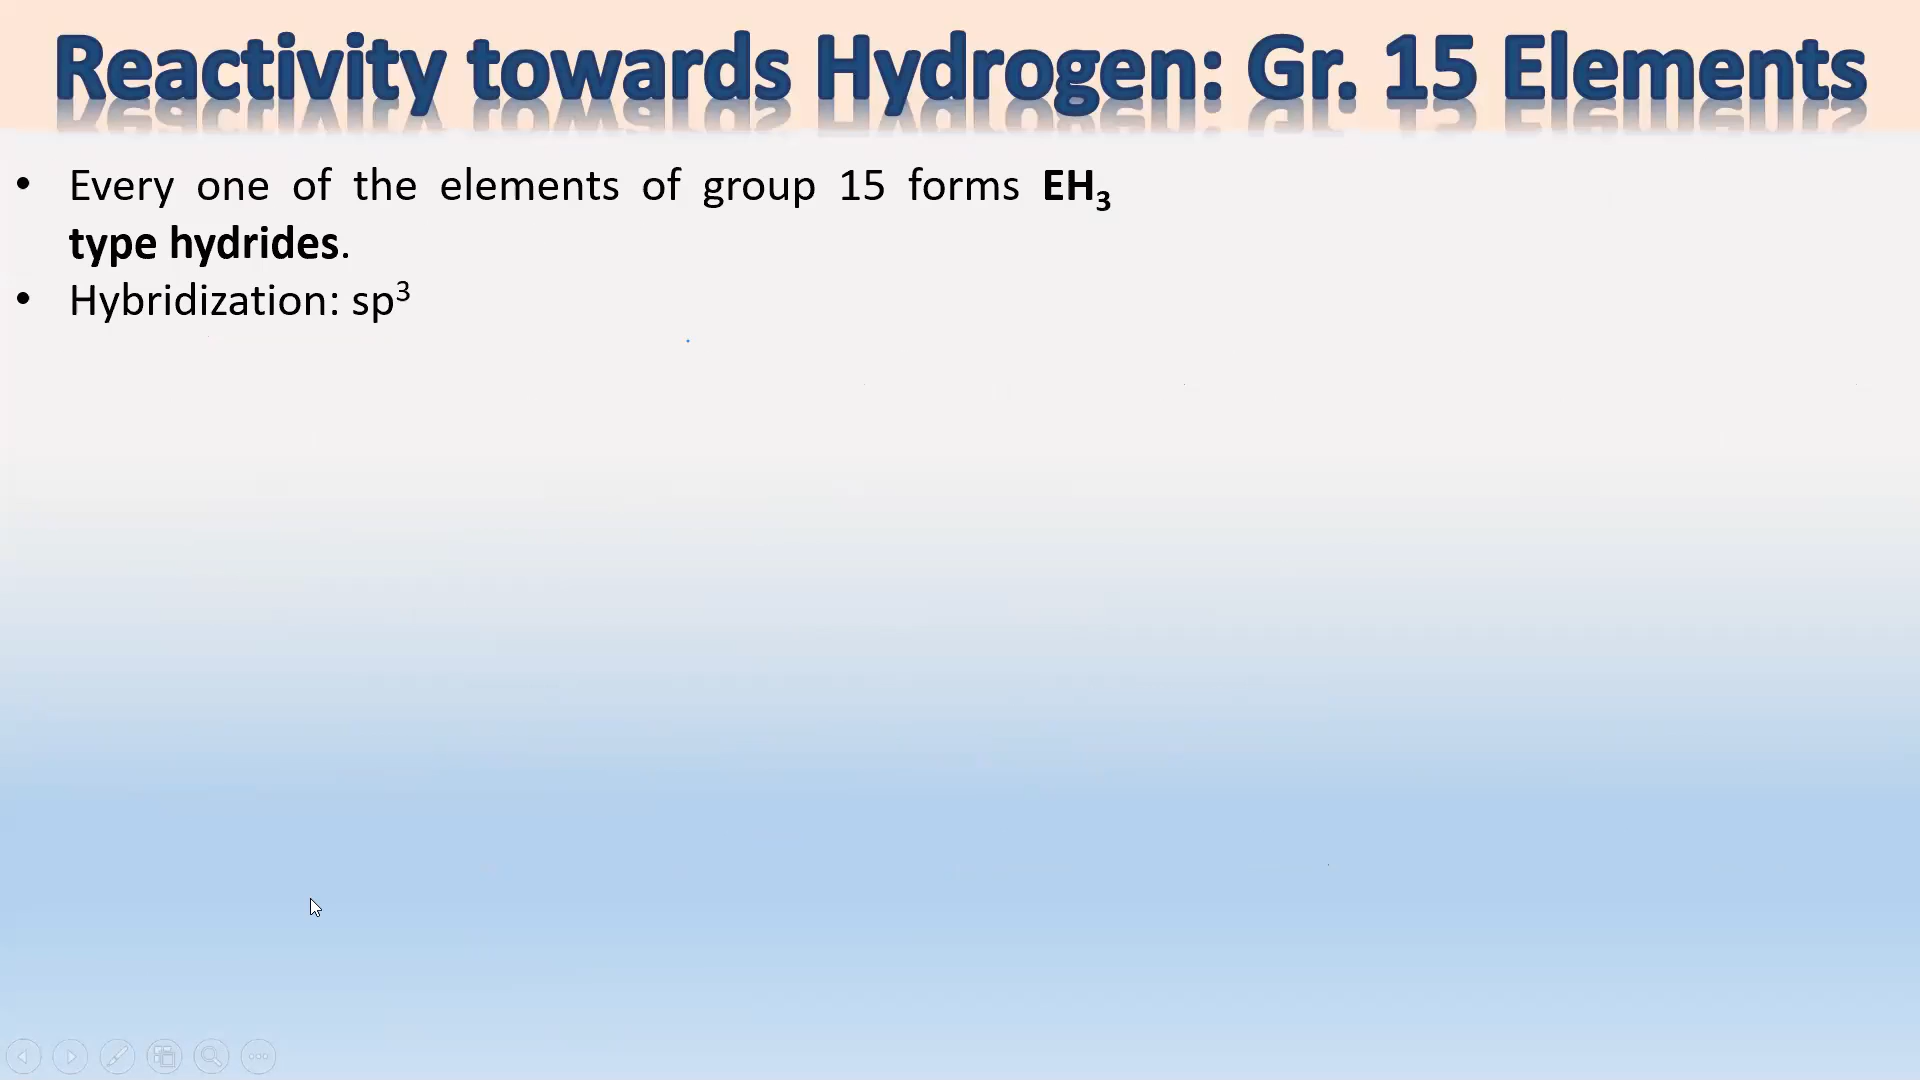 Reactivity towards Hydrogen: Gr. 15 Elements
• Every one of the elements of group 15 forms EH₃
type hydrides.
• Hybridization: sp³